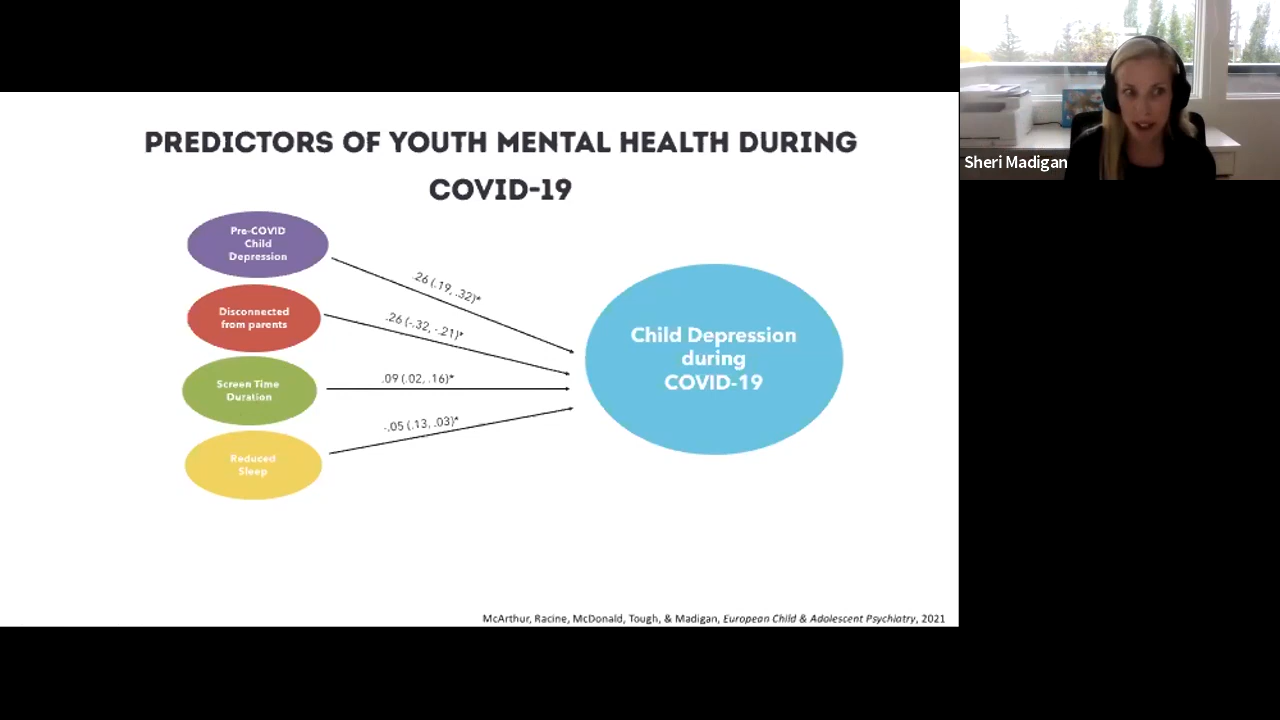 PREDICTORS OF YOUTH MENTAL HEALTH DURING
COVID-19
Pre-COVID
Child
Depression
Disconnected
from parents
Screen Time
Duration
Reduced
Sleep
.26 (.19, .32)*
.26 (-.32, -.21)*
.09 (.02, .16)*
-.05 (.13, .03)*
Child Depression
during
COVID-19
McArthur, Racine, McDonald, Tough, & Madigan, European Child & Adolescent Psychiatry, 2021
Sheri Madigan